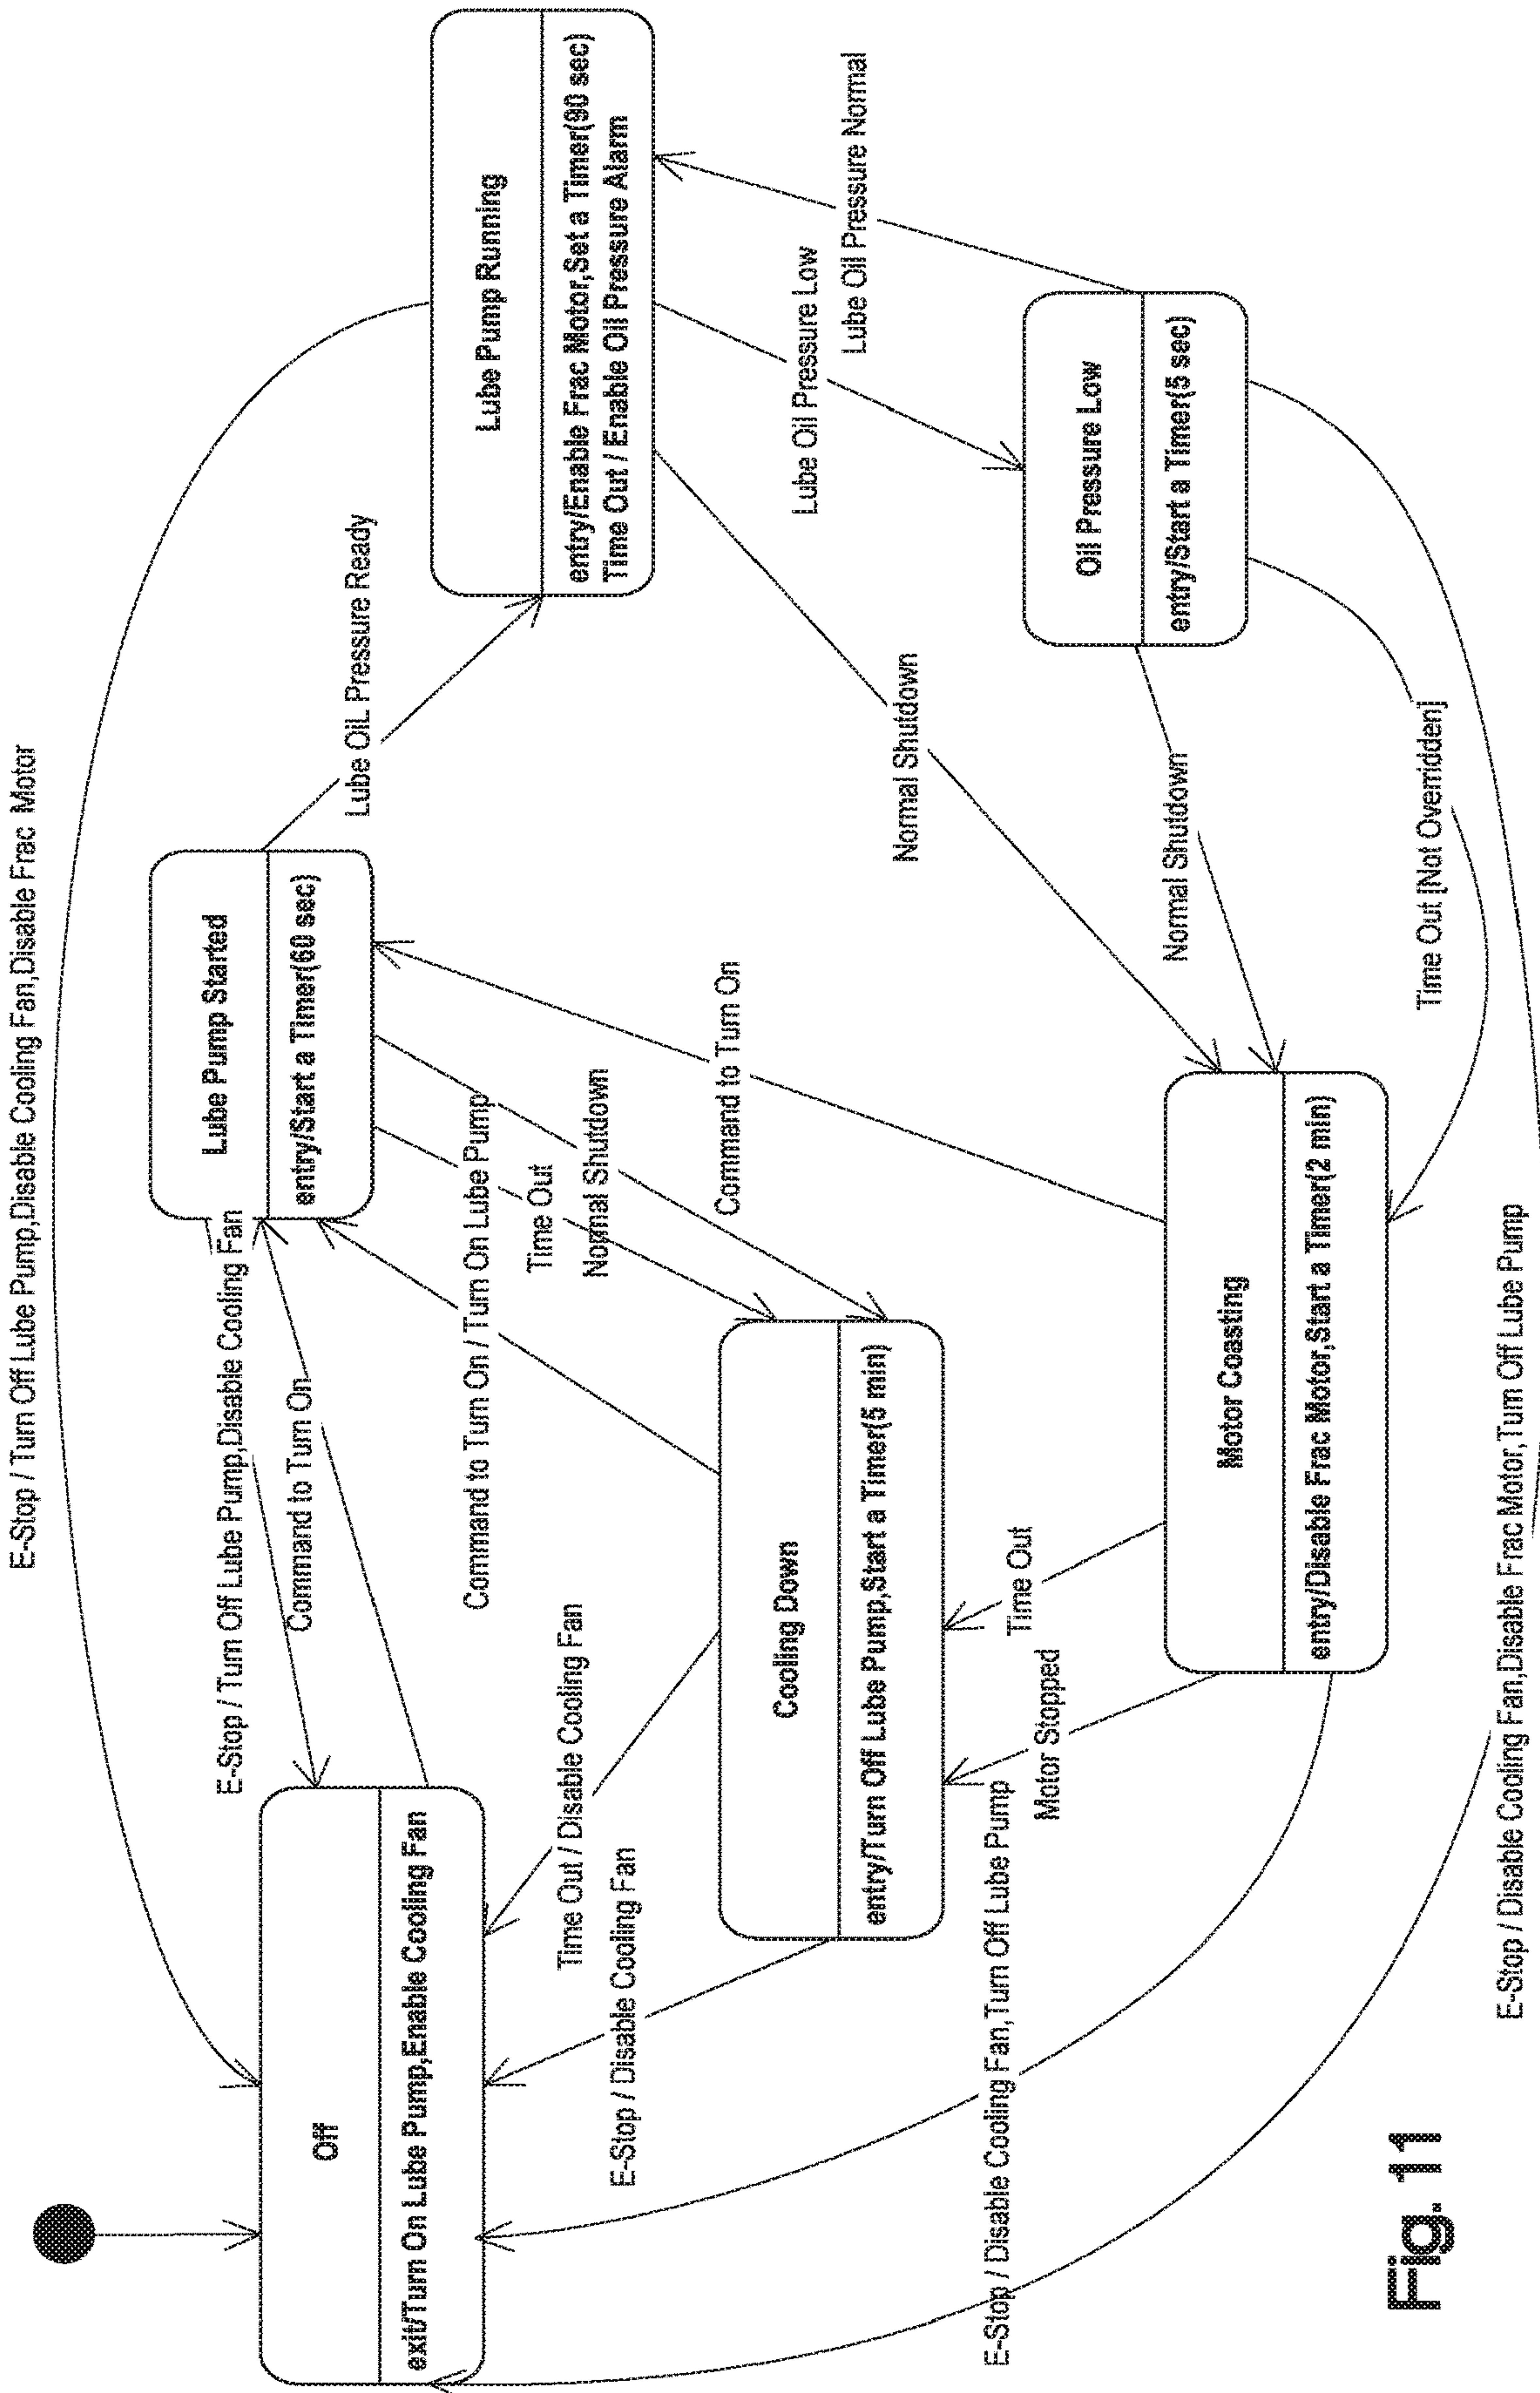 E-Stop / Turn Off Lube Pump,Disable Cooling Fan,Disable Frac Motor
Off
exit/Turn On Lube Pump,Enable Cooling Fan
E-Stop / Turn Off Lube Pump,Disable Cooling Fan
Command to Turn On
Lube Pump Started
entry/Start a Timer(60 sec)
Lube OiL Pressure Ready
Lube Pump Running
entry/Enable Frac Motor,Set a Timer(90 sec)
Time Out / Enable Oil Pressure Alarm
Command to Turn On / Turn On Lube Pump
Time Out
Normal Shutdown
Time Out / Disable Cooling Fan
E-Stop / Disable Cooling Fan
Cooling Down
entry/Turn Off Lube Pump,Start a Timer(5 min)
Command to Turn On
Normal Shutdown
Lube Oil Pressure Low
Lube Oil Pressure Normal
Oil Pressure Low
entry/Start a Timer(5 sec)
Normal Shutdown
Time Out [Not Overridden]
Time Out
Motor Stopped
E-Stop / Disable Cooling Fan,Turn Off Lube Pump
Motor Coasting
entry/Disable Frac Motor,Start a Timer(2 min)
E-Stop / Disable Cooling Fan,Disable Frac Motor,Turn Off Lube Pump
Fig. 11